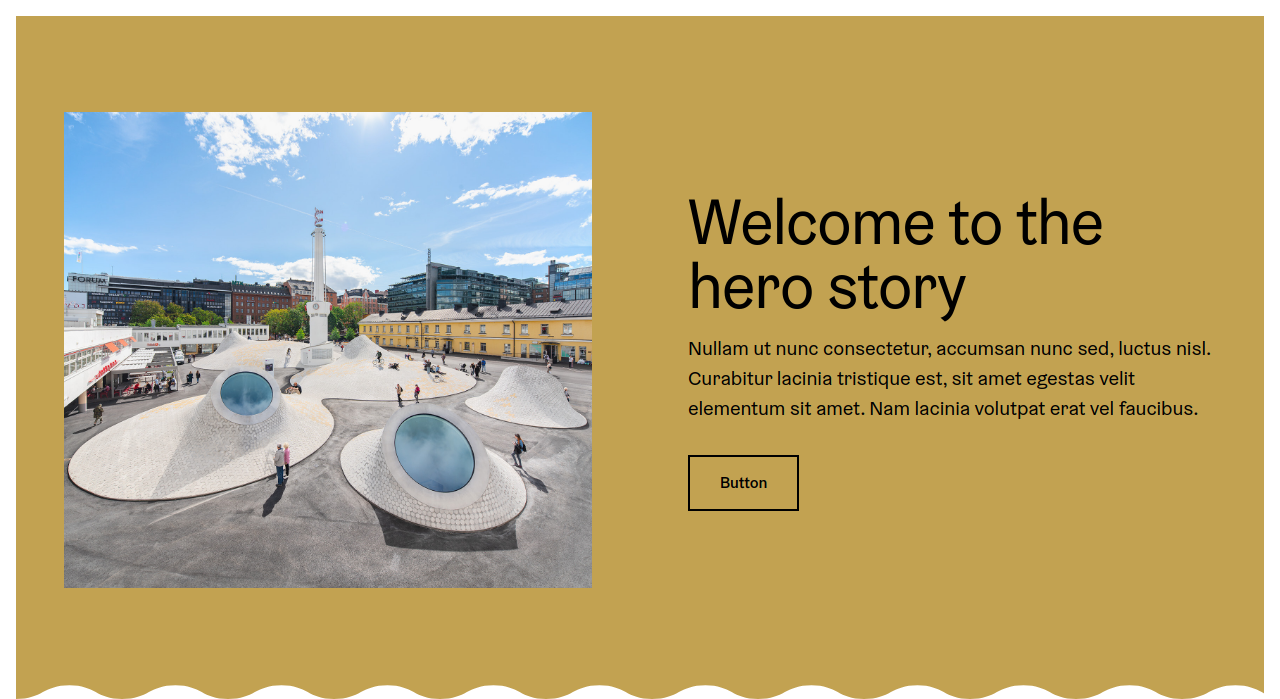 FORUM
Welcome to the
hero story
Nullam ut nunc consectetur, accumsan nunc sed, luctus nisl.
Curabitur lacinia tristique est, sit amet egestas velit
elementum sit amet. Nam lacinia volutpat erat vel faucibus.
Button